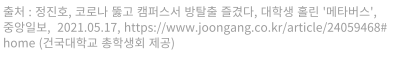 출처 : 정진호, 코로나 뚫고 캠퍼스서 방탈출 즐겼다, 대학생 홀린 '메타버스',
중앙일보,  2021.05.17, https://www.joongang.co.kr/article/24059468#
home (건국대학교 총학생회 제공)